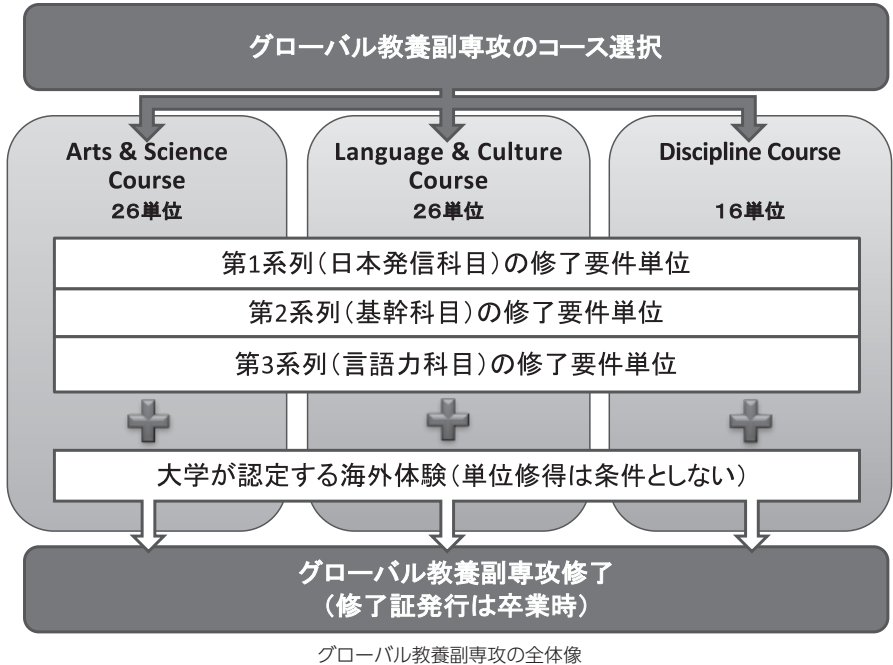 グローバル教養副専攻のコース選択
Arts & Science
Course
26単位
Language & Culture
Course
26単位
Discipline Course
16単位
第1系列(日本発信科目)の修了要件単位
第2系列(基幹科目)の修了要件単位
第3系列(言語力科目)の修了要件単位
大学が認定する海外体験(単位修得は条件としない)
グローバル教養副専攻修了
(修了証発行は卒業時)
グローバル教養副専攻の全体像